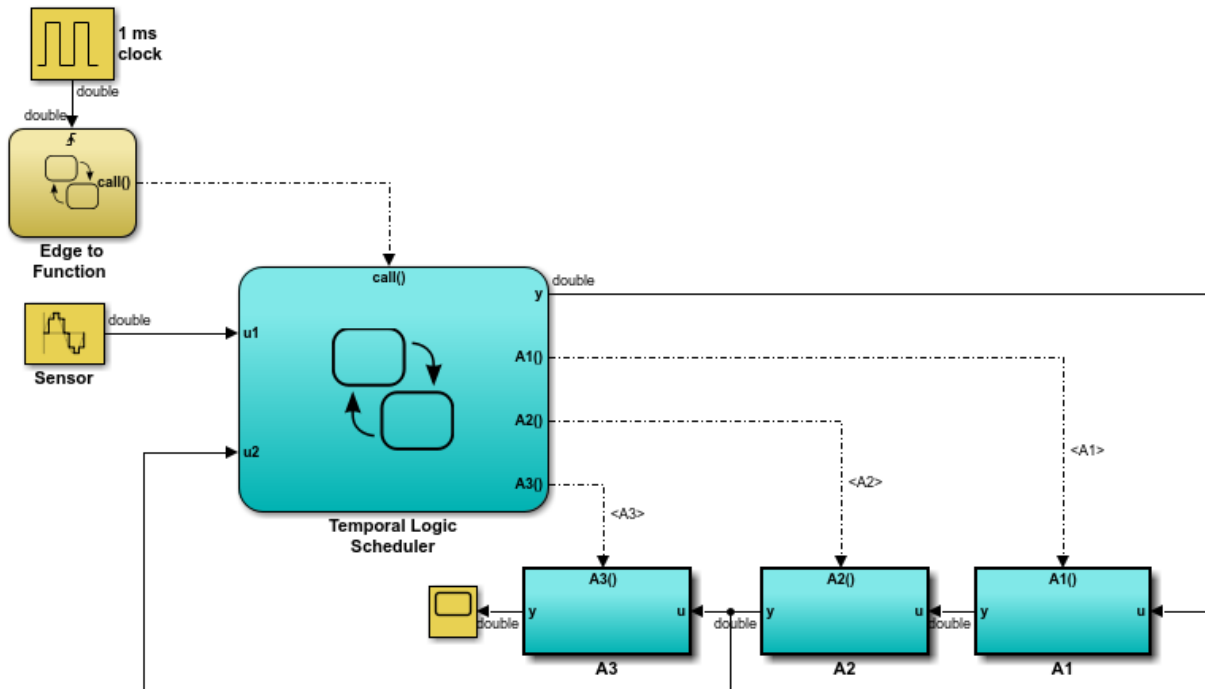 1 ms
clock
double
double
call()
Edge to
Function
double
Sensor
call()
double
y
u1
A1()
A2()
u2
A3()
<A1>
<A2>
<A3>
Temporal Logic
Scheduler
A3()
A2()
A1()
y
u
y
u
y
u
double
double
double
A3
A2
A1